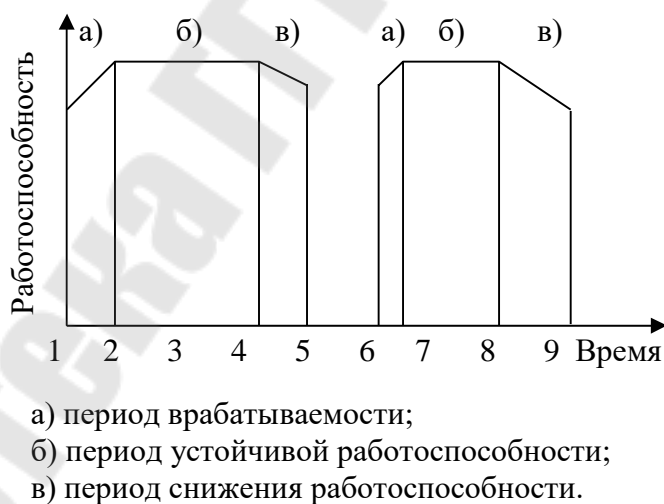 а) б) в) а) б) в)
Работоспособность
1 2 3 4 5 6 7 8 9 Время
а) период врабатываемости;
б) период устойчивой работоспособности;
в) период снижения работоспособности.